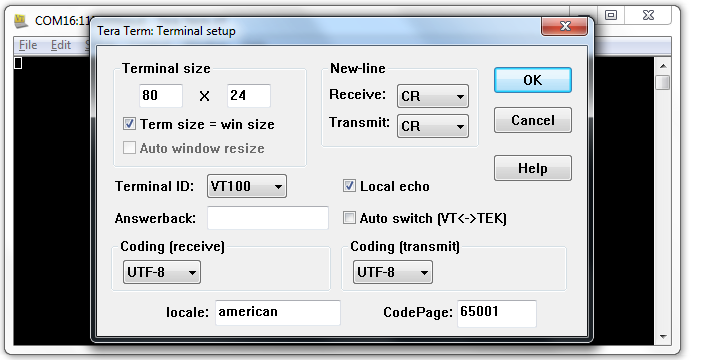 COM16:11
Tera Term: Terminal setup
File Edit
Terminal size
80 X 24
Term size = win size
Auto window resize
New-line
Receive: CR
Transmit: CR
OK
Cancel
Help
Terminal ID: VT100
Local echo
Answerback:
Auto switch (VT<->TEK)
Coding (receive)
UTF-8
Coding (transmit)
UTF-8
locale: american
CodePage: 65001